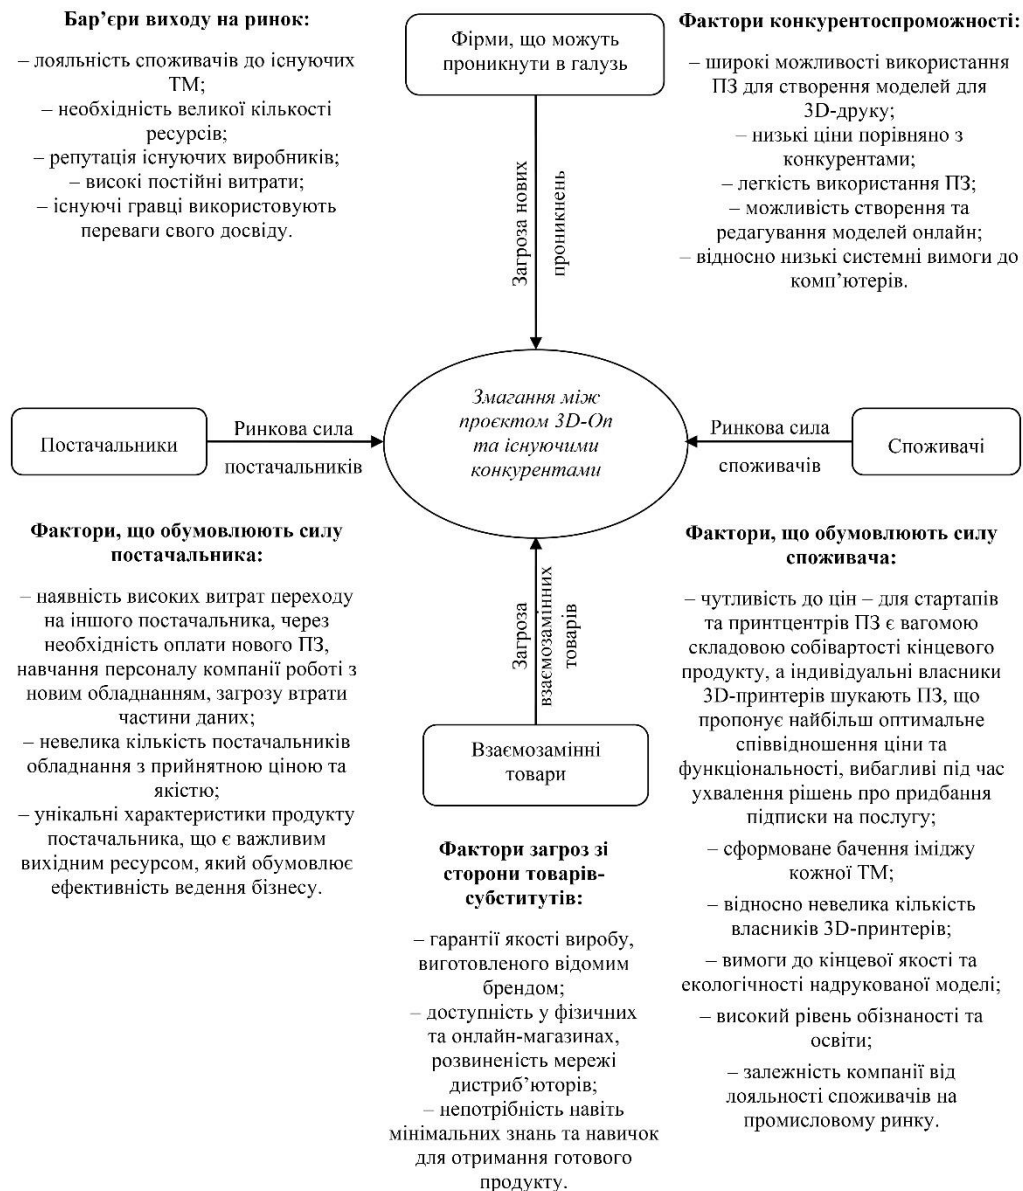 Бар’єри виходу на ринок:
– лояльність споживачів до існуючих
ТМ;
– необхідність великої кількості
ресурсів;
– репутація існуючих виробників;
– високі постійні витрати;
– існуючі гравці використовують
переваги свого досвіду.
Фірми, що можуть
проникнути в галузь
Фактори конкурентоспроможності:
– широкі можливості використання
ПЗ для створення моделей для
3D-друку;
– низькі ціни порівняно з
конкурентами;
– легкість використання ПЗ;
– можливість створення та
редагування моделей онлайн;
– відносно низькі системні вимоги до
комп’ютерів.
Загроза нових
проникнень
Змагання між
проєктом 3D-On
та існуючими
конкурентами
Постачальники
Ринкова сила
постачальників
Ринкова сила
споживачів
Споживачі
Фактори, що обумовлюють силу
постачальника:
– наявність високих витрат переходу
на іншого постачальника, через
необхідність оплати нового ПЗ,
навчання персоналу компанії роботі з
новим обладнанням, загрозу втрати
частини даних;
– невелика кількість постачальників
обладнання з прийнятною ціною та
якістю;
– унікальні характеристики продукту
постачальника, що є важливим
вихідним ресурсом, який обумовлює
ефективність ведення бізнесу.
Загроза
взаємозамінних
товарів
Взаємозамінні
товари
Фактори загроз зі
сторони товарів-
субститутів:
– гарантії якості виробу,
виготовленого відомим
брендом;
– доступність у фізичних
та онлайн-магазинах,
розвиненість мережі
дистриб’юторів;
– непотрібність навіть
мінімальних знань та навичок
для отримання готового
продукту.
Фактори, що обумовлюють силу
споживача:
– чутливість до цін – для стартапів
та принтцентрів ПЗ є вагомою
складовою собівартості кінцевого
продукту, а індивідуальні власники
3D-принтерів шукають ПЗ, що
пропонує найбільш оптимальне
співвідношення ціни та
функціональності, вибагливі під час
ухвалення рішень про придбання
підписки на послугу;
– сформоване бачення іміджу
кожної ТМ;
– відносно невелика кількість
власників 3D-принтерів;
– вимоги до кінцевої якості та
екологічності надрукованої моделі;
– високий рівень обізнаності та
освіти;
– залежність компанії від
лояльності споживачів на
промисловому ринку.